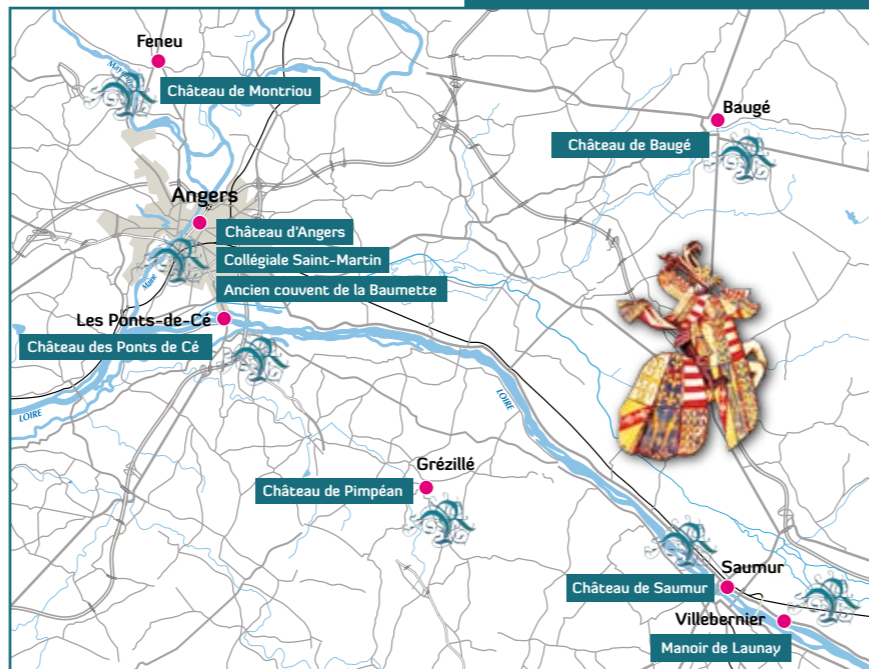 Feneu
Château de Montriou
Baugé
Château de Baugé
Angers
Château d'Angers
Collégiale Saint-Martin
Maine
Ancien couvent de la Baumette
Les Ponts-de-Cé
Château des Ponts de Cé
LOIRE
LOIRE
Grézillé
Château de Pimpéan
Saumur
Château de Saumur
Villebernier
Manoir de Launay